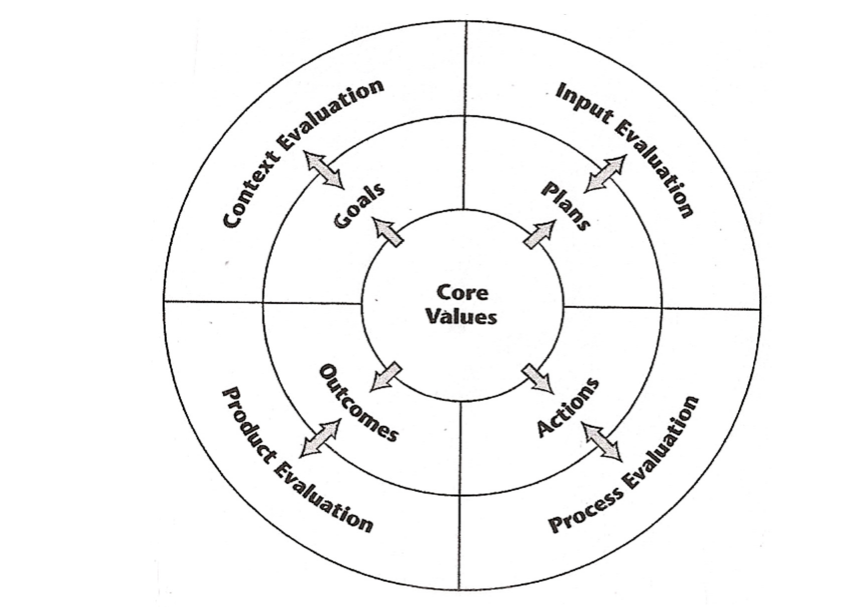 Context Evaluation
Input Evaluation
Goals
Plans
Core
Values
Outcomes
Actions
Product Evaluation
Process Evaluation